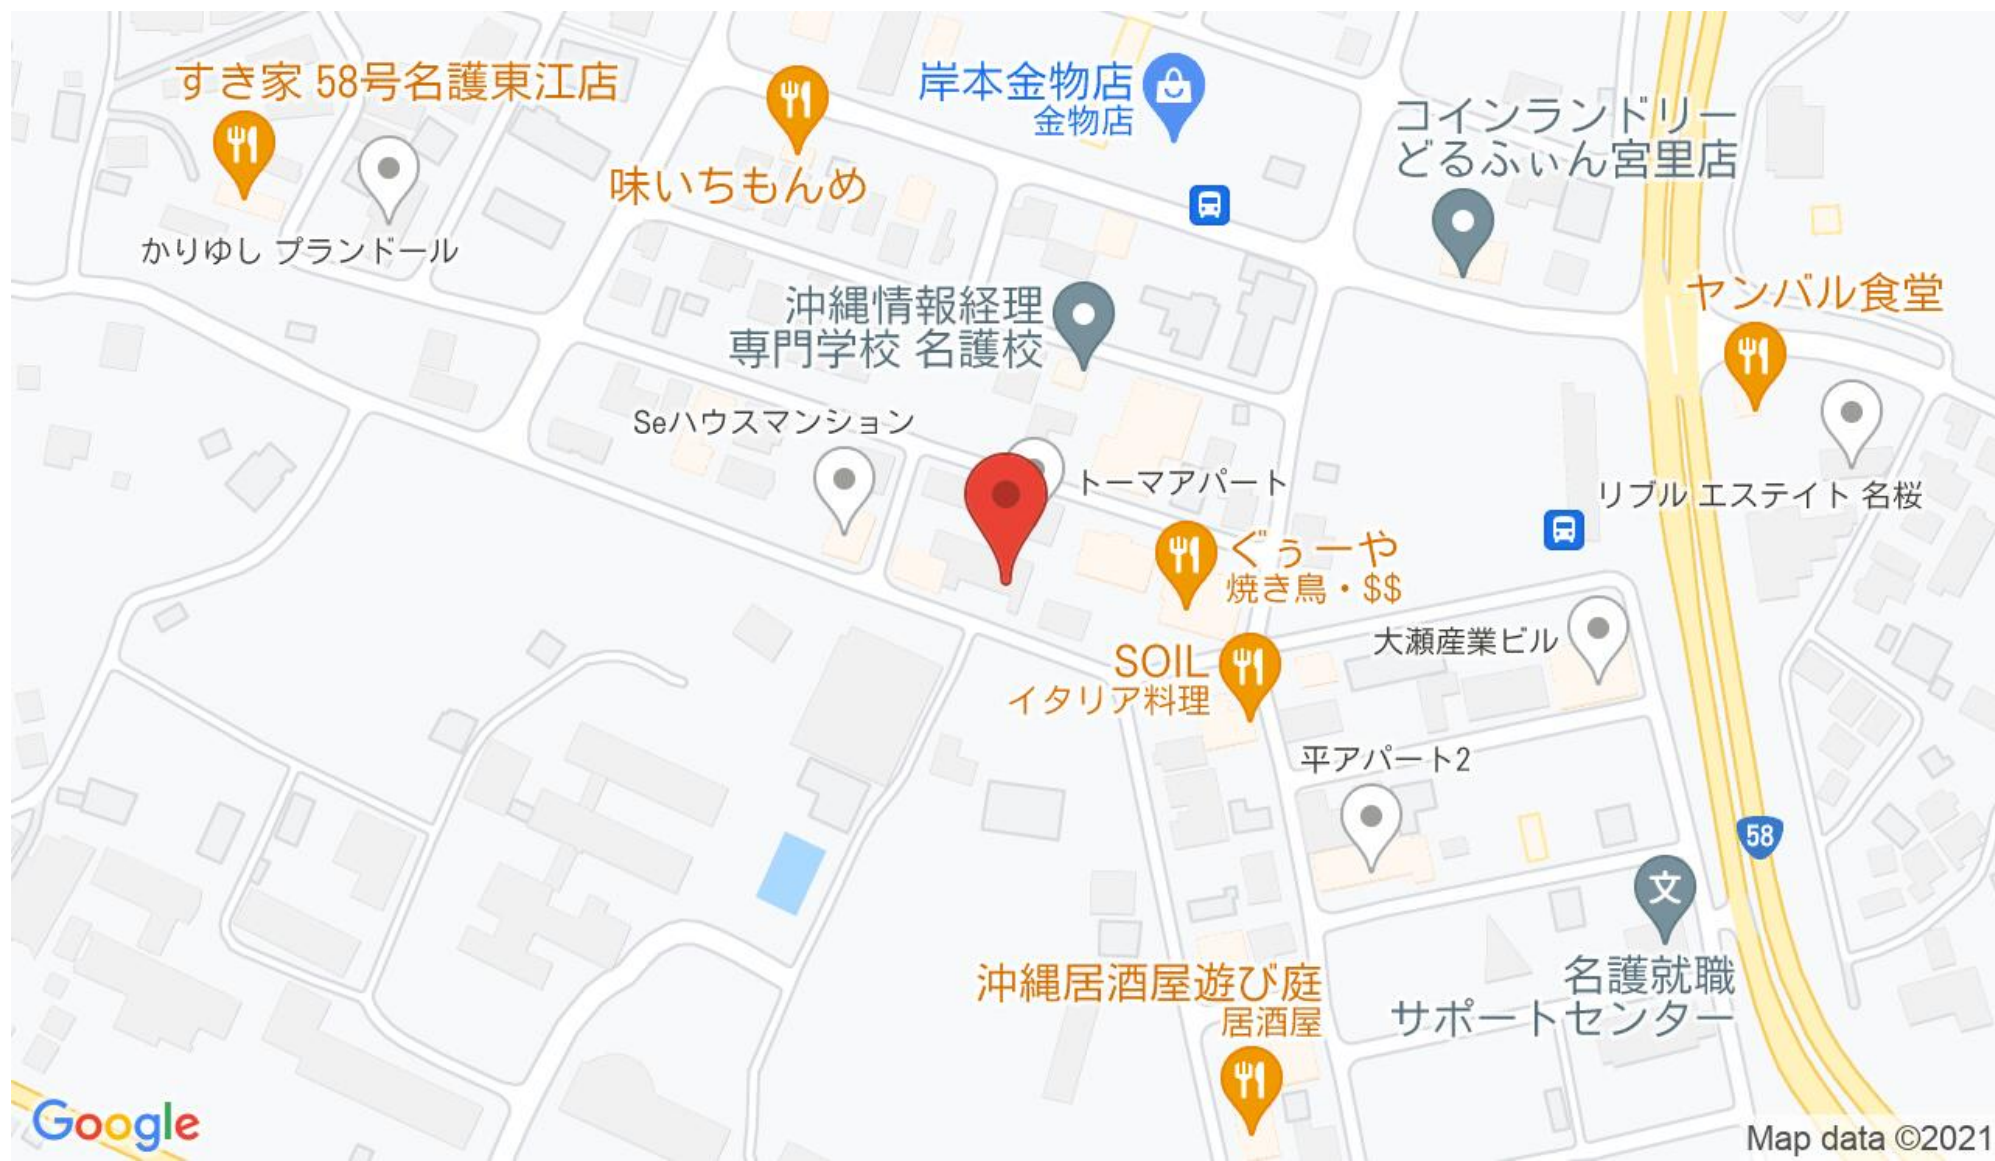 すき家 58号名護東江店
かりゆし プランドール
味いちもんめ
岸本金物店
金物店
コインランドリー
どるふぃん宮里店
沖縄情報経理
専門学校 名護校
ヤンバル食堂
Seハウスマンション
トーマアパート
リブル エステイト 名桜
ぐぅーや
焼き鳥・$$
SOIL
イタリア料理
大瀬産業ビル
平アパート2
58
文
名護就職
サポートセンター
沖縄居酒屋遊び庭
居酒屋
Google
Map data ©2021